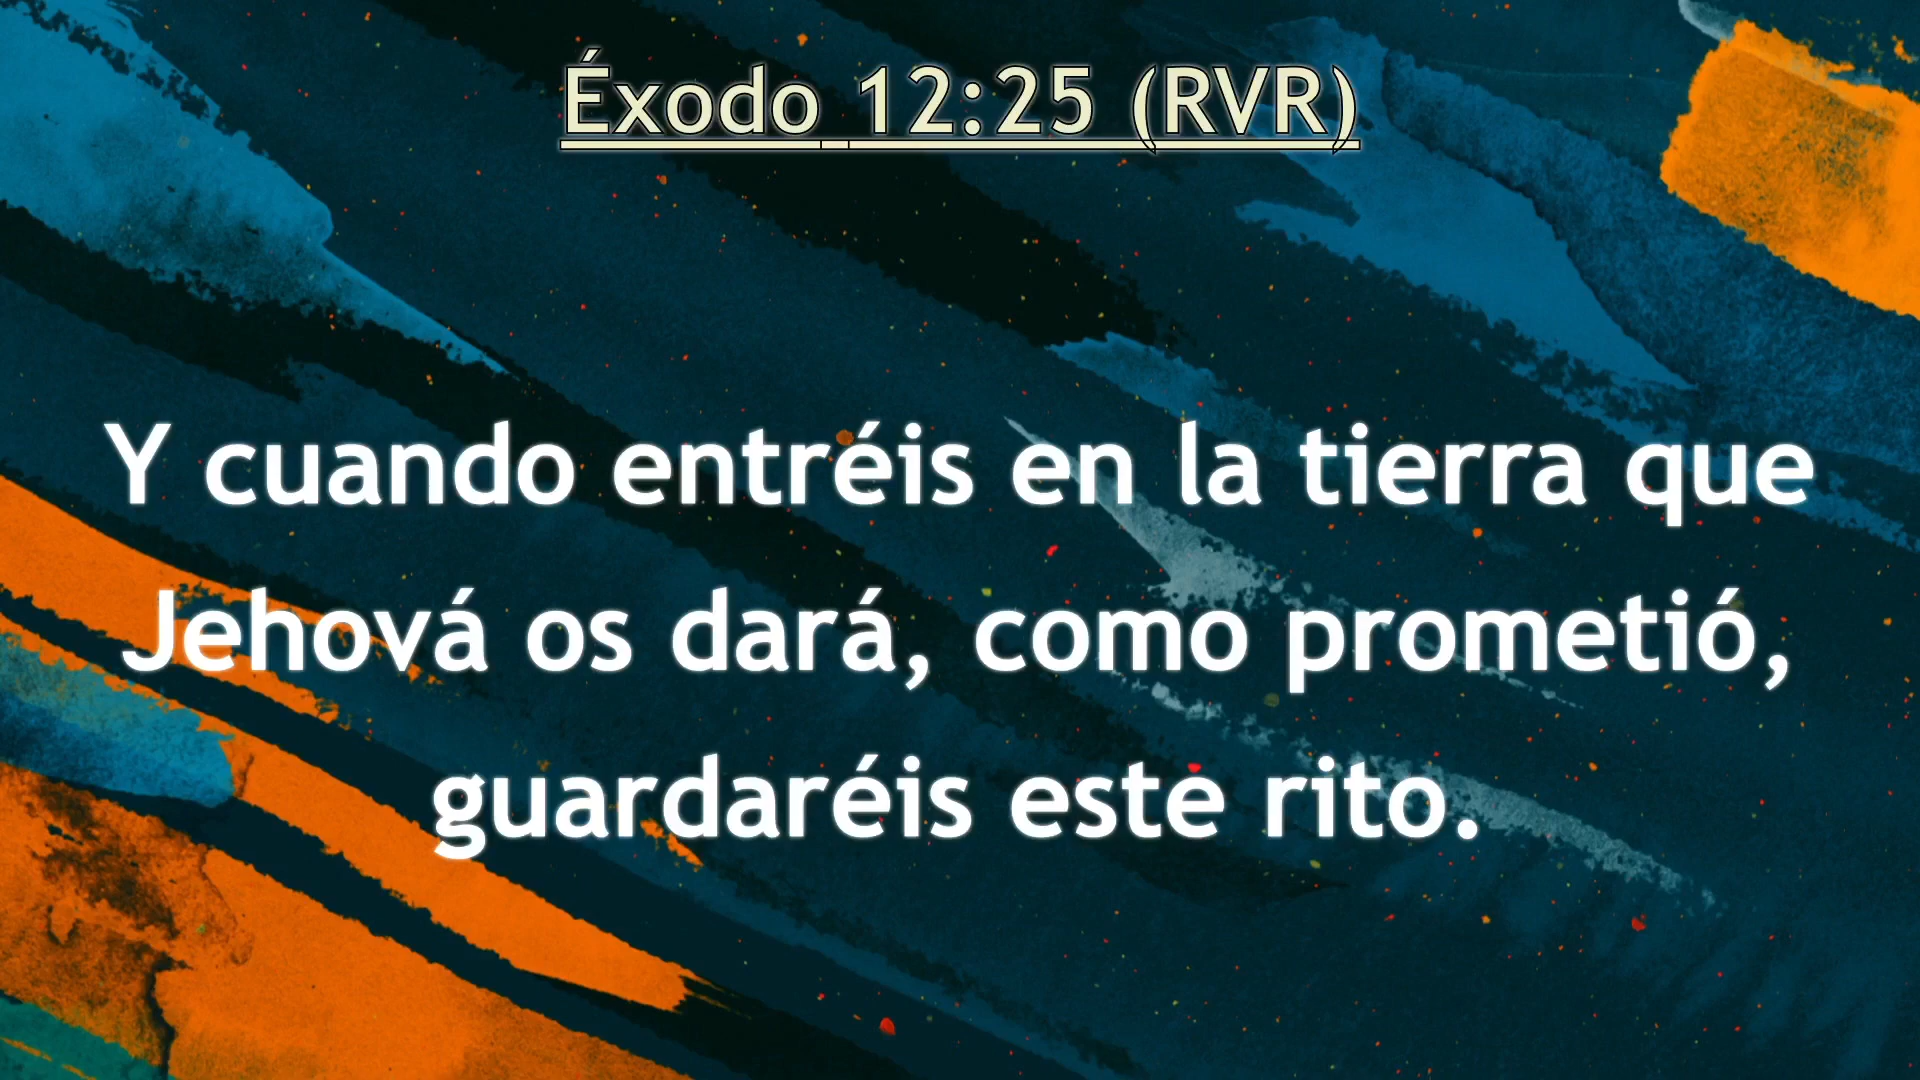 Éxodo 12:25 (RVR)
Y cuando entréis en la tierra que
Jehová os dará, como prometió,
guardaréis este rito.